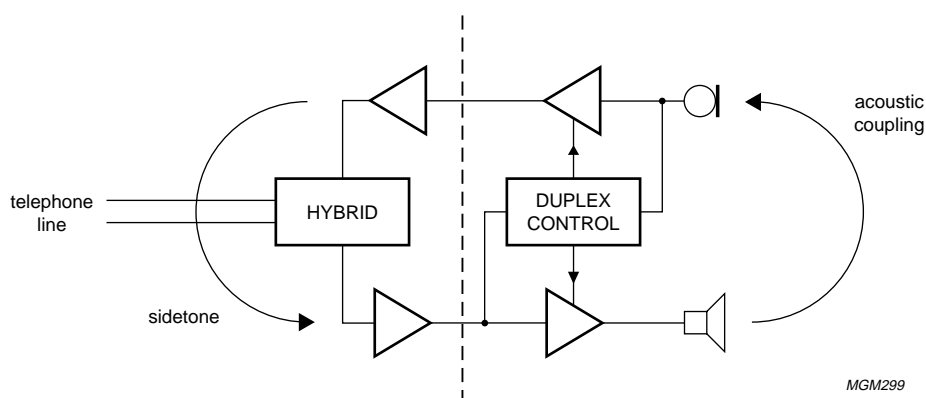 acoustic
coupling
telephone
line
HYBRID
DUPLEX
CONTROL
sidetone
MGM299